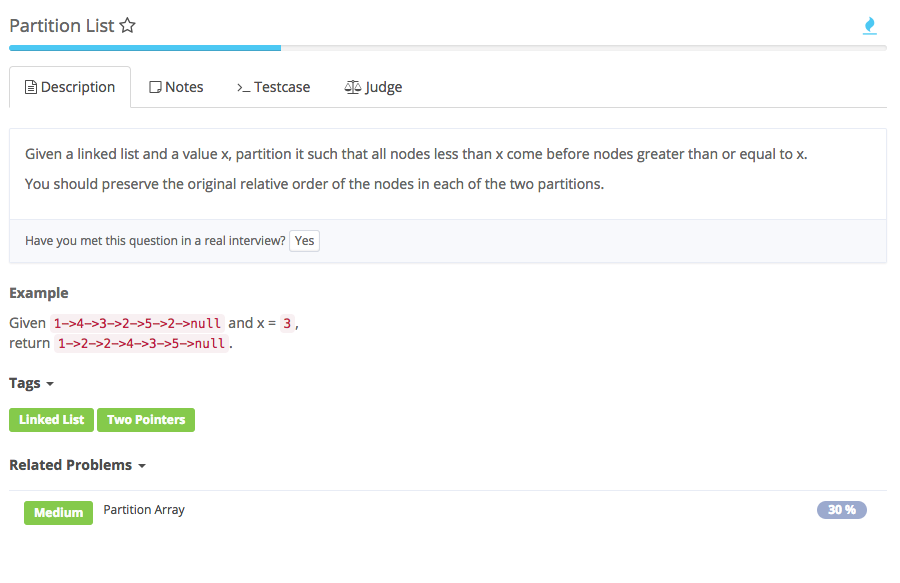 Partition List
Description Notes Testcase Judge
Given a linked list and a value x, partition it such that all nodes less than x come before nodes greater than or equal to x.
You should preserve the original relative order of the nodes in each of the two partitions.
Have you met this question in a real interview? Yes
Example
Given 1->4->3->2->5->2->null and x = 3,
return 1->2->2->4->3->5->null.
Tags
Linked List Two Pointers
Related Problems
Medium Partition Array 30 %